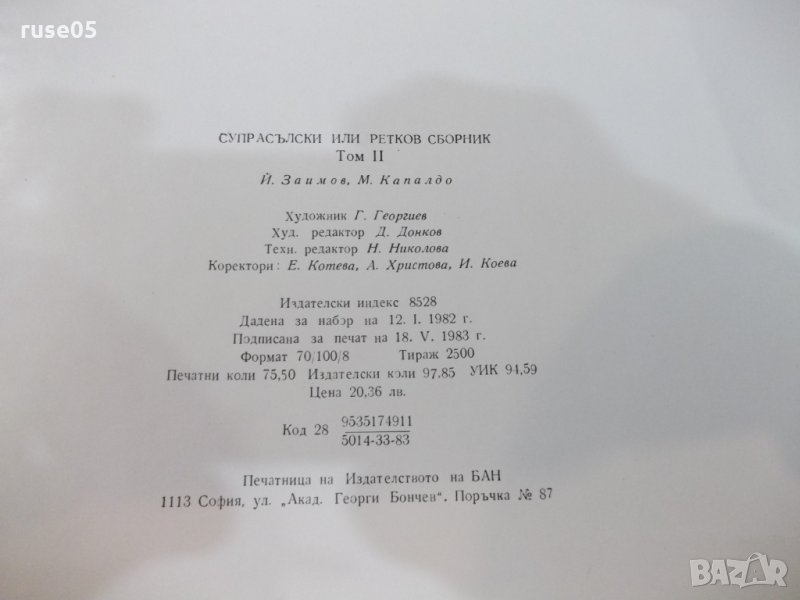 ruse05
СУПРАСЪЛСКИ ИЛИ РЕТКОВ СБОРНИК
Том II
Й. Заимов, М. Капалдо
Художник Г. Георгиев
Худ. редактор Д. Донков
Техн. редактор Н. Николова
Коректори: Е. Котева, А. Христова, И. Коева
Издателски индекс 8528
Дадена за набор на 12. I. 1982 г.
Подписана за печат на 18. V. 1983 г.
Формат 70/100/8 Тираж 2500
Печатни коли 75,50 Издателски коли 97,85 УИК 94,59
Цена 20,36 лв.
Код 28 9535174911
5014-33-83
Печатница на Издателството на БАН
1113 София, ул. „Акад. Георги Бончев“. Поръчка № 87
BAZAR